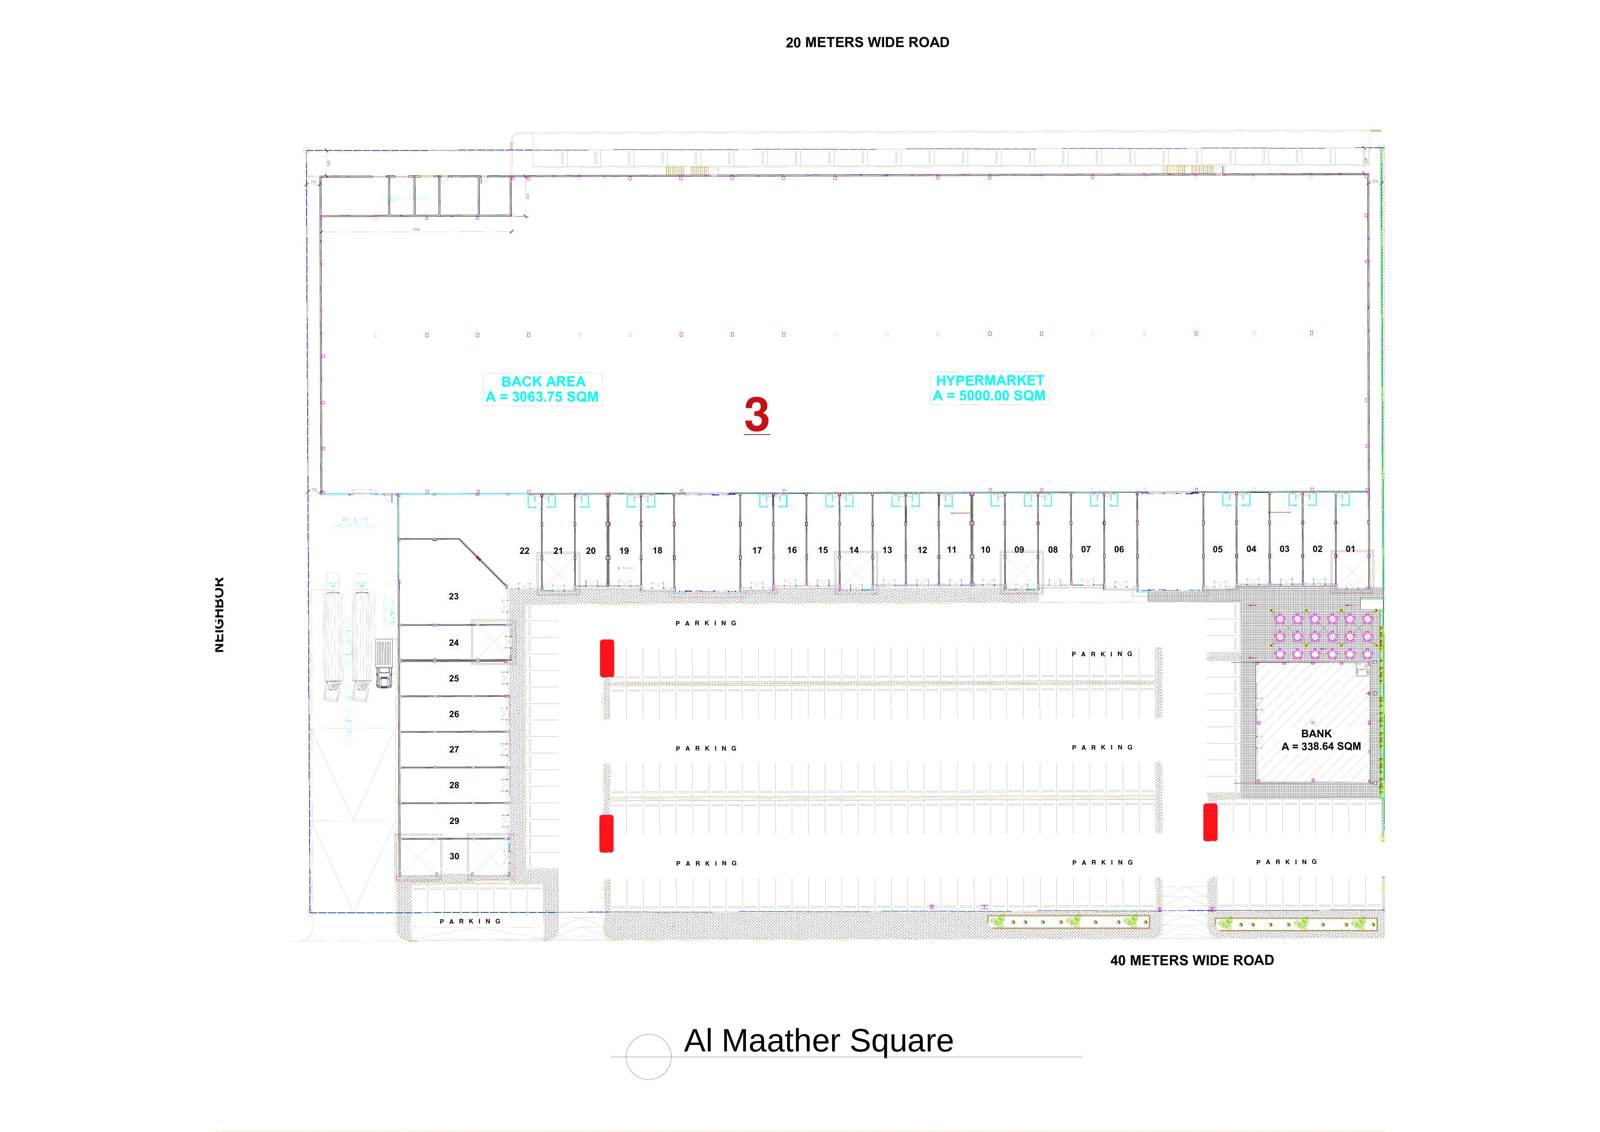 20 METERS WIDE ROAD
BACK AREA
A = 3063.75 SQM
HYPERMARKET
A = 5000.00 SQM
3
22
21
20
19
18
17
16
15
14
13
12
11
10
09
08
07
06
05
04
03
02
01
NEIGHBOR
23
24
25
26
27
28
29
30
PARKING
PARKING
PARKING
PARKING
BANK
A = 338.64 SQM
PARKING
PARKING
PARKING
PARKING
40 METERS WIDE ROAD
Al Maather Square